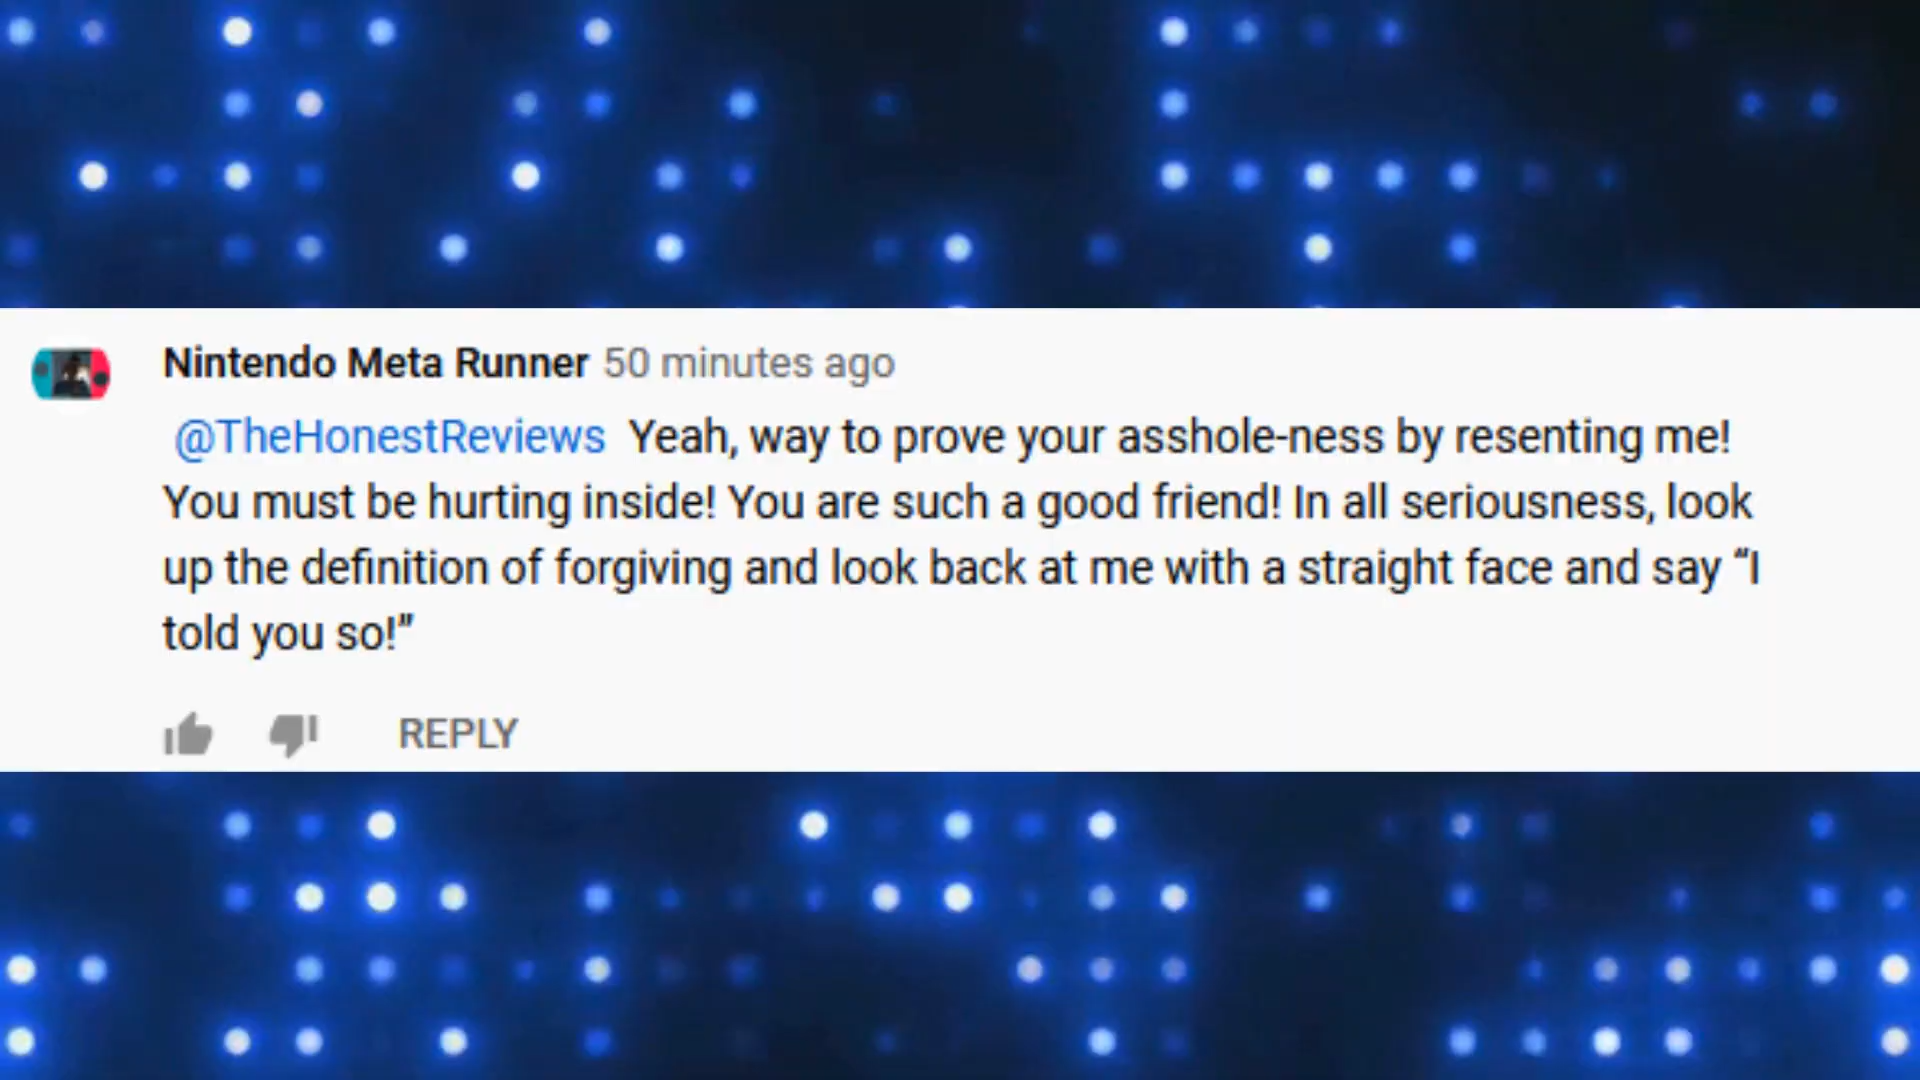 Nintendo Meta Runner 50 minutes ago
@TheHonestReviews Yeah, way to prove your asshole-ness by resenting me!
You must be hurting inside! You are such a good friend! In all seriousness, look
up the definition of forgiving and look back at me with a straight face and say “I
told you so!”
REPLY